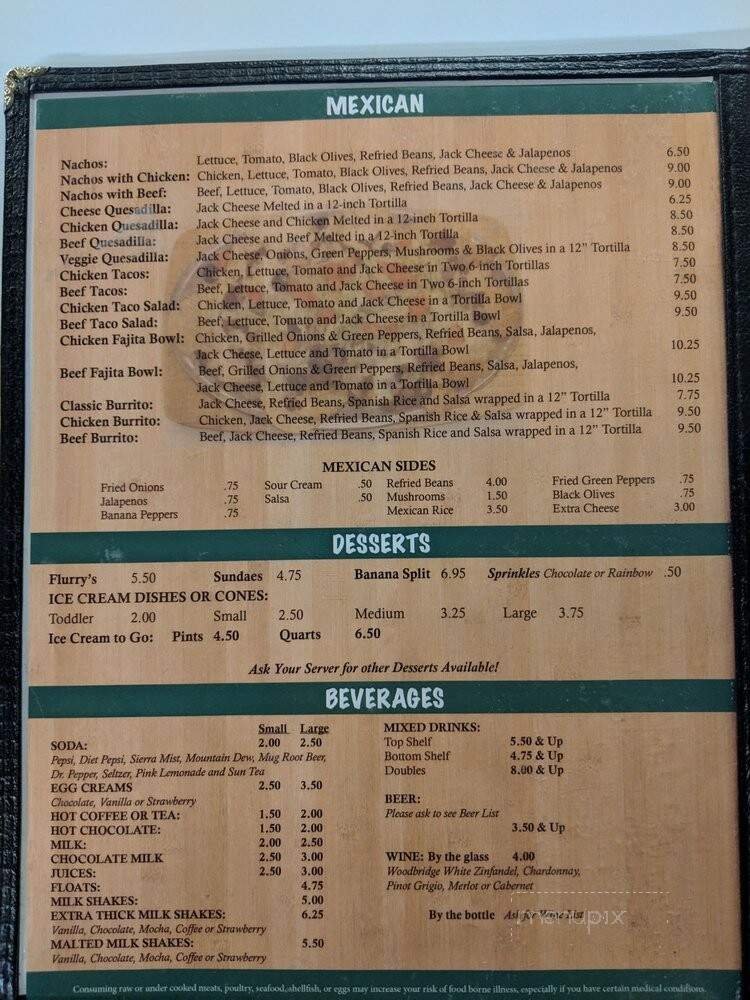 MEXICAN
Nachos: Lettuce, Tomato, Black Olives, Refried Beans, Jack Cheese & Jalapenos 6.50
Nachos with Chicken: Chicken, Lettuce, Tomato, Black Olives, Refried Beans, Jack Cheese & Jalapenos 9.00
Nachos with Beef: Beef, Lettuce, Tomato, Black Olives, Refried Beans, Jack Cheese & Jalapenos 9.00
Cheese Quesadilla: Jack Cheese Melted in a 12-inch Tortilla 6.25
Chicken Quesadilla: Jack Cheese and Chicken Melted in a 12-inch Tortilla 8.50
Beef Quesadilla: Jack Cheese and Beef Melted in a 12-inch Tortilla 8.50
Veggie Quesadilla: Jack Cheese, Onions, Green Peppers, Mushrooms & Black Olives in a 12" Tortilla 8.50
Chicken Tacos: Chicken, Lettuce, Tomato and Jack Cheese in Two 6-inch Tortillas 7.50
Beef Tacos: Beef, Lettuce, Tomato and Jack Cheese in Two 6-inch Tortillas 7.50
Chicken Taco Salad: Chicken, Lettuce, Tomato and Jack Cheese in a Tortilla Bowl 9.50
Beef Taco Salad: Beef, Lettuce, Tomato and Jack Cheese in a Tortilla Bowl 9.50
Chicken Fajita Bowl: Chicken, Grilled Onions & Green Peppers, Refried Beans, Salsa, Jalapenos,
Jack Cheese, Lettuce and Tomato in a Tortilla Bowl 10.25
Beef Fajita Bowl: Beef, Grilled Onions & Green Peppers, Refried Beans, Salsa, Jalapenos,
Jack Cheese, Lettuce and Tomato in a Tortilla Bowl 10.25
Classic Burrito: Jack Cheese, Refried Beans, Spanish Rice and Salsa wrapped in a 12" Tortilla 7.75
Chicken Burrito: Chicken, Jack Cheese, Refried Beans, Spanish Rice & Salsa wrapped in a 12" Tortilla 9.50
Beef Burrito: Beef, Jack Cheese, Refried Beans, Spanish Rice and Salsa wrapped in a 12" Tortilla 9.50
MEXICAN SIDES
Fried Onions .75 Sour Cream .50 Refried Beans 4.00 Fried Green Peppers .75
Jalapenos .75 Salsa .50 Mushrooms 1.50 Black Olives .75
Banana Peppers .75 Mexican Rice 3.50 Extra Cheese 3.00
DESSERTS
Flurry's 5.50 Sundaes 4.75 Banana Split 6.95 Sprinkles Chocolate or Rainbow .50
ICE CREAM DISHES OR CONES:
Toddler 2.00 Small 2.50 Medium 3.25 Large 3.75
Ice Cream to Go: Pints 4.50 Quarts 6.50
Ask Your Server for other Desserts Available!
BEVERAGES
Small Large
SODA: 2.00 2.50
Pepsi, Diet Pepsi, Sierra Mist, Mountain Dew, Mug Root Beer,
Dr. Pepper, Seltzer, Pink Lemonade and Sun Tea
EGG CREAMS 2.50 3.50
Chocolate, Vanilla or Strawberry
HOT COFFEE OR TEA: 1.50 2.00
HOT CHOCOLATE: 1.50 2.00
MILK: 2.00 2.50
CHOCOLATE MILK 2.50 3.00
JUICES: 2.50 3.00
FLOATS: 4.75
MILK SHAKES: 5.00
EXTRA THICK MILK SHAKES: 6.25
Vanilla, Chocolate, Mocha, Coffee or Strawberry
MALTED MILK SHAKES: 5.50
Vanilla, Chocolate, Mocha, Coffee or Strawberry
MIXED DRINKS:
Top Shelf 5.50 & Up
Bottom Shelf 4.75 & Up
Doubles 8.00 & Up
BEER:
Please ask to see Beer List
3.50 & Up
WINE: By the glass 4.00
Woodbridge White Zinfandel, Chardonnay,
Pinot Grigio, Merlot or Cabernet
By the bottle Ask for Wine List
menupix
Consuming raw or under cooked meats, poultry, seafood, shellfish, or eggs may increase your risk of food borne illness, especially if you have certain medical conditions.